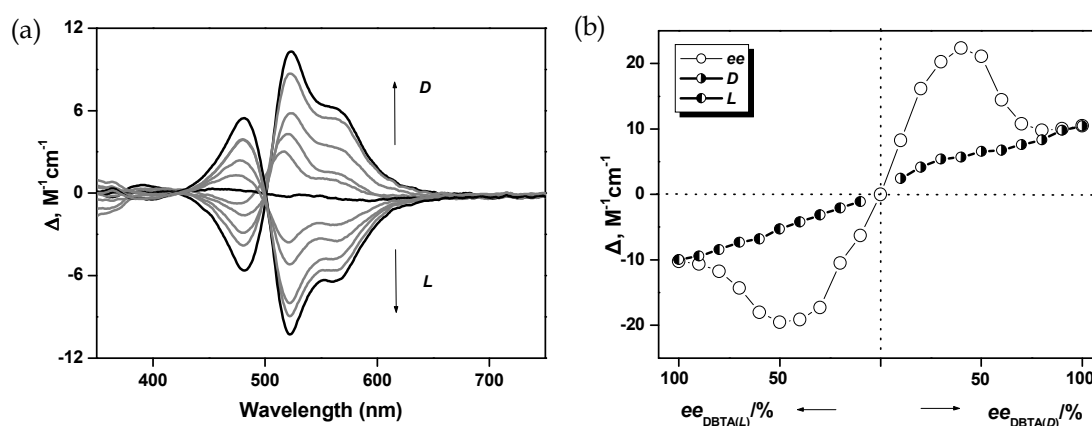 (a)
12
6
0
-6
-12
Δ, M⁻¹cm⁻¹
D
L
400
500
600
700
Wavelength (nm)
(b)
ee
D
L
20
10
0
-10
-20
Δ, M⁻¹cm⁻¹
100
50
50
100
ee_DBTA(L)/%
ee_DBTA(D)/%